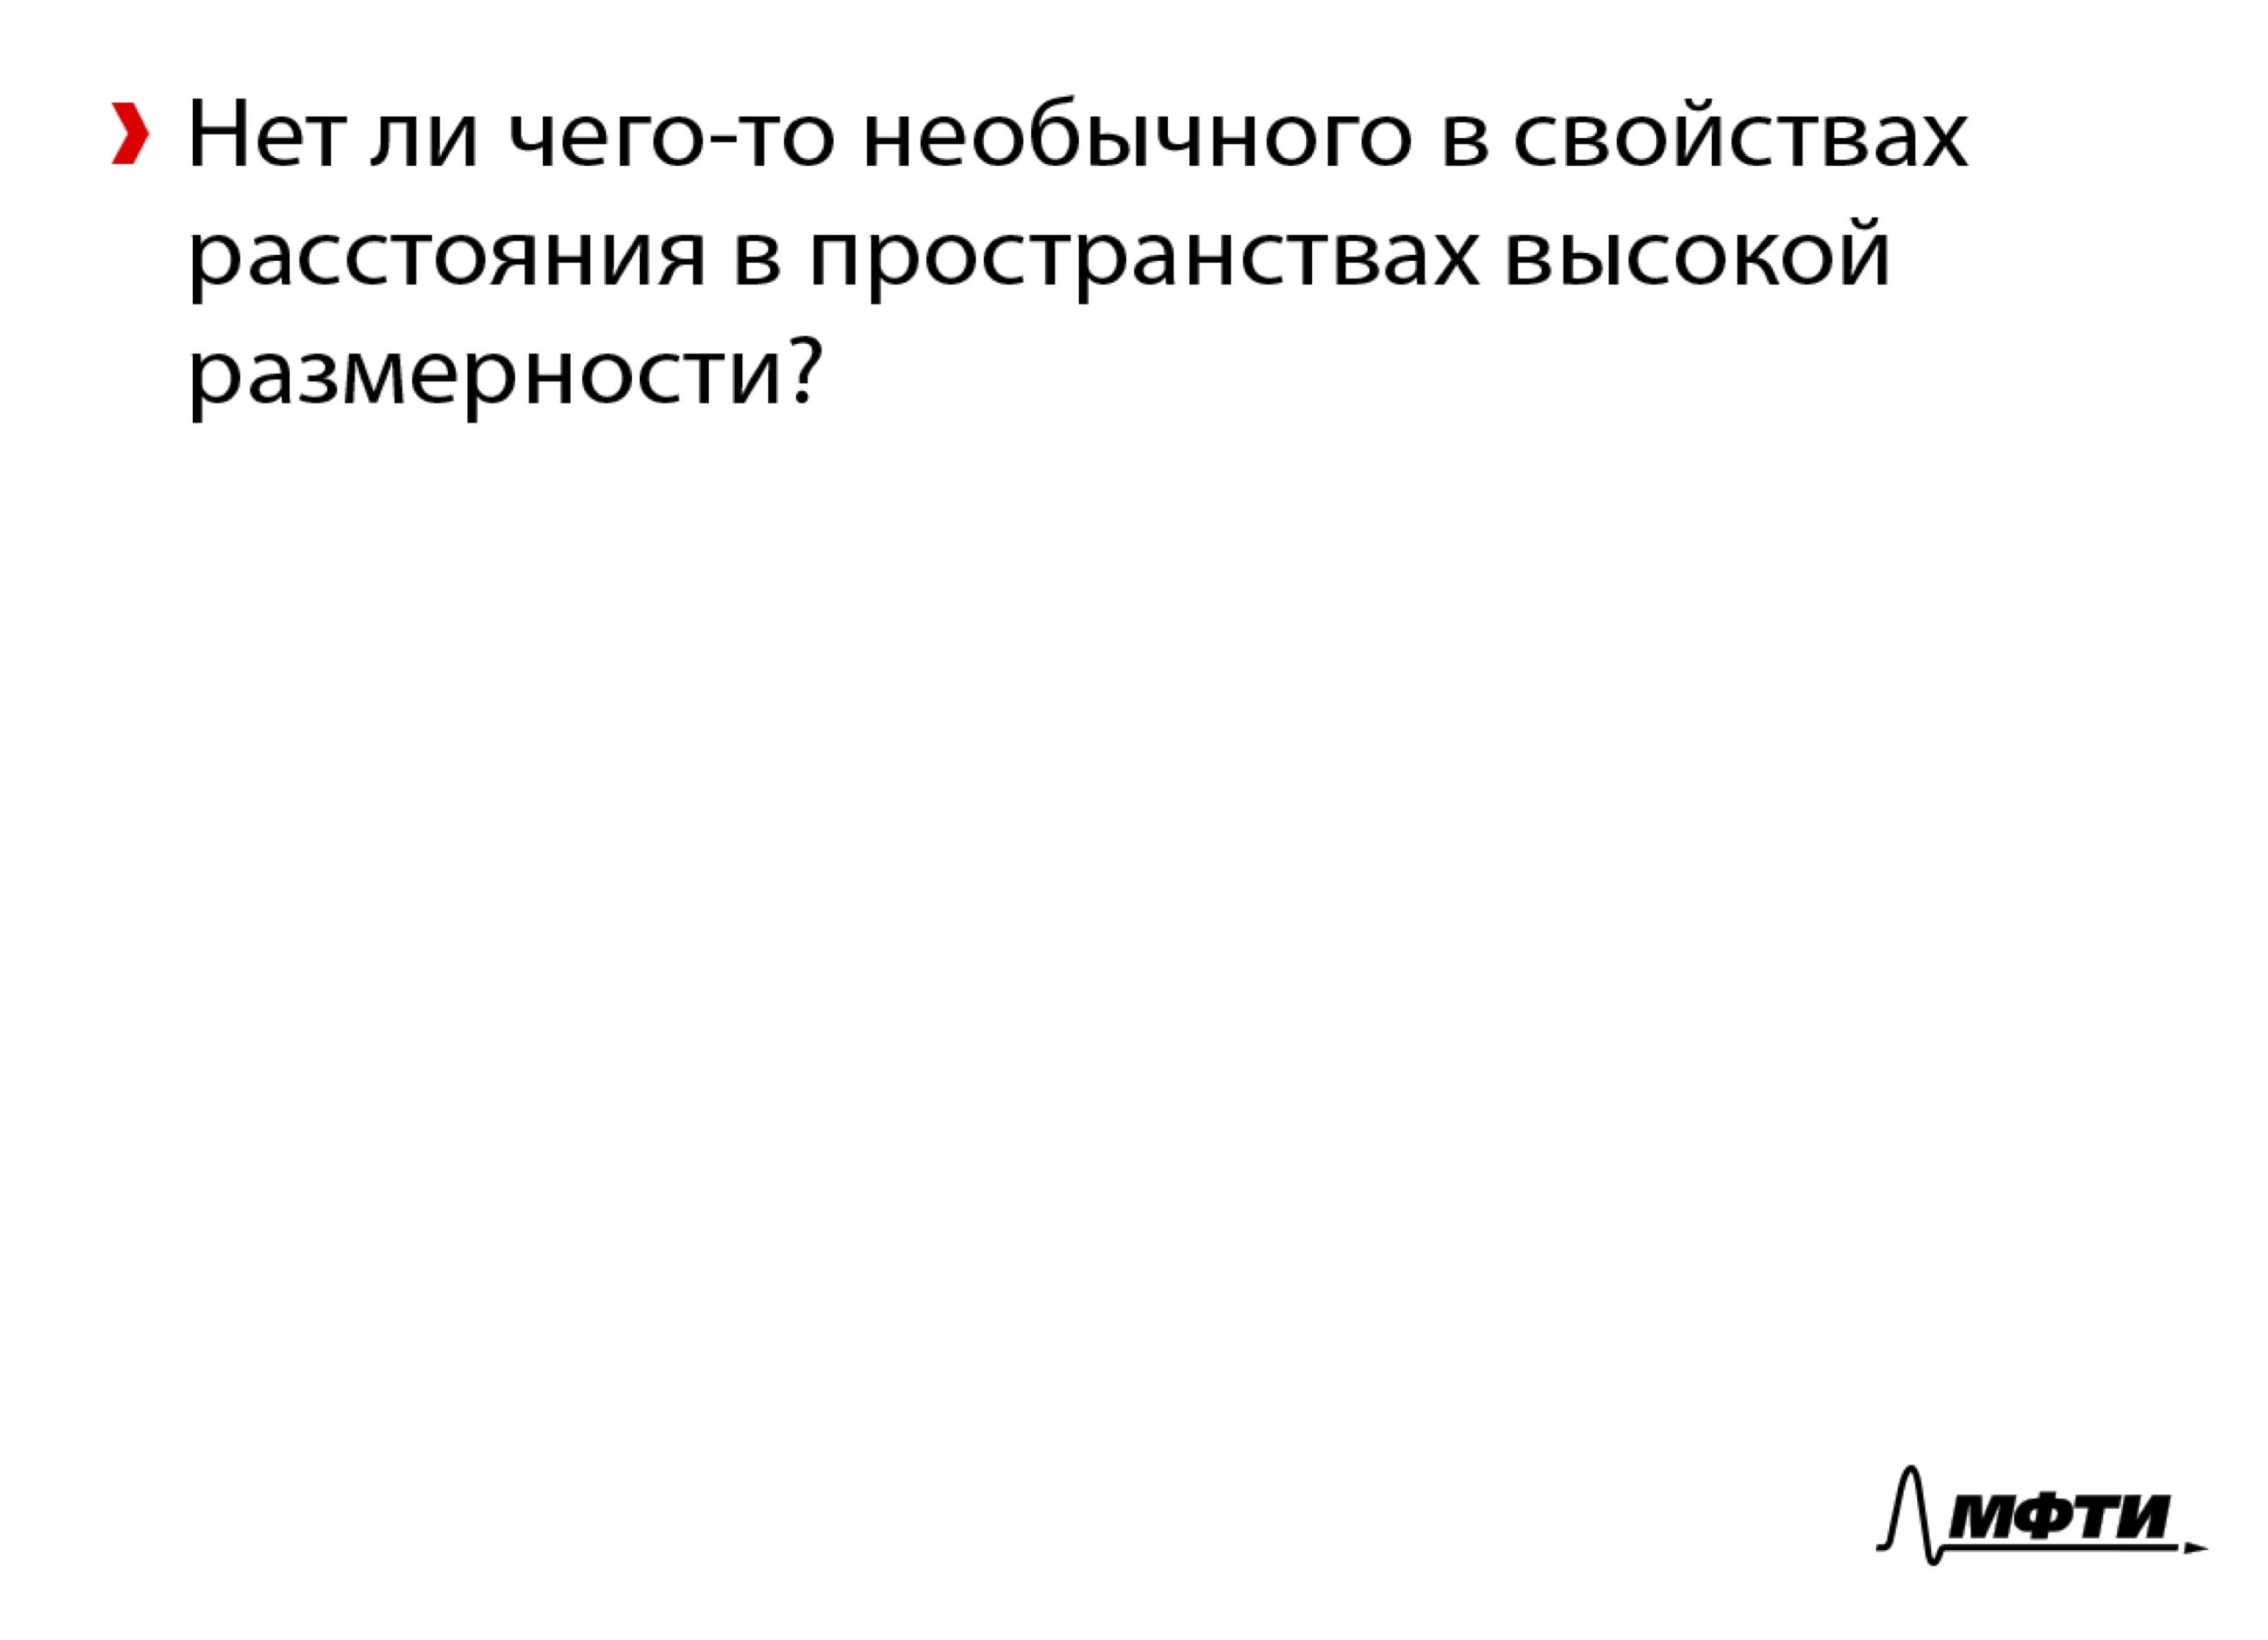 Нет ли чего-то необычного в свойствах
расстояния в пространствах высокой
размерности?
МФТИ